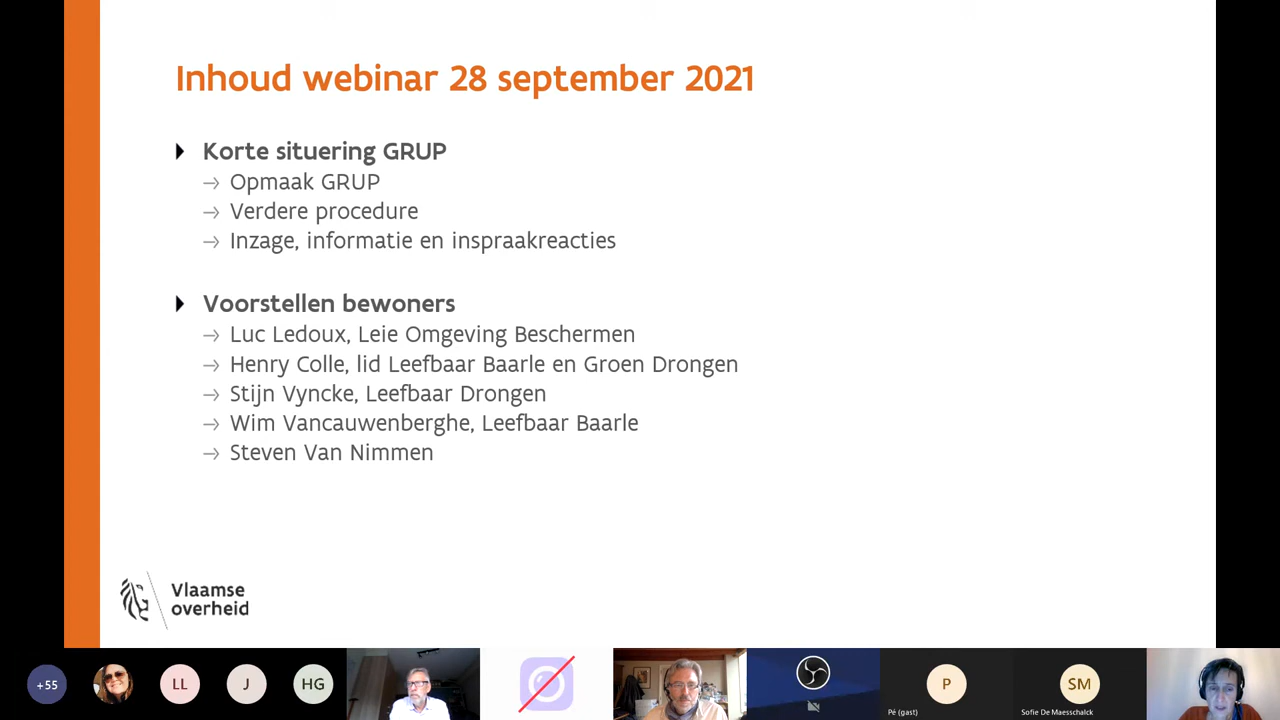 Inhoud webinar 28 september 2021
Korte situering GRUP
Opmaak GRUP
Verdere procedure
Inzage, informatie en inspraakreacties
Voorstellen bewoners
Luc Ledoux, Leie Omgeving Beschermen
Henry Colle, lid Leefbaar Baarle en Groen Drongen
Stijn Vyncke, Leefbaar Drongen
Wim Vancauwenberghe, Leefbaar Baarle
Steven Van Nimmen
Vlaamse
overheid
+55
LL
J
HG
P
SM
Pé (gast)
Sofie De Maesschalck